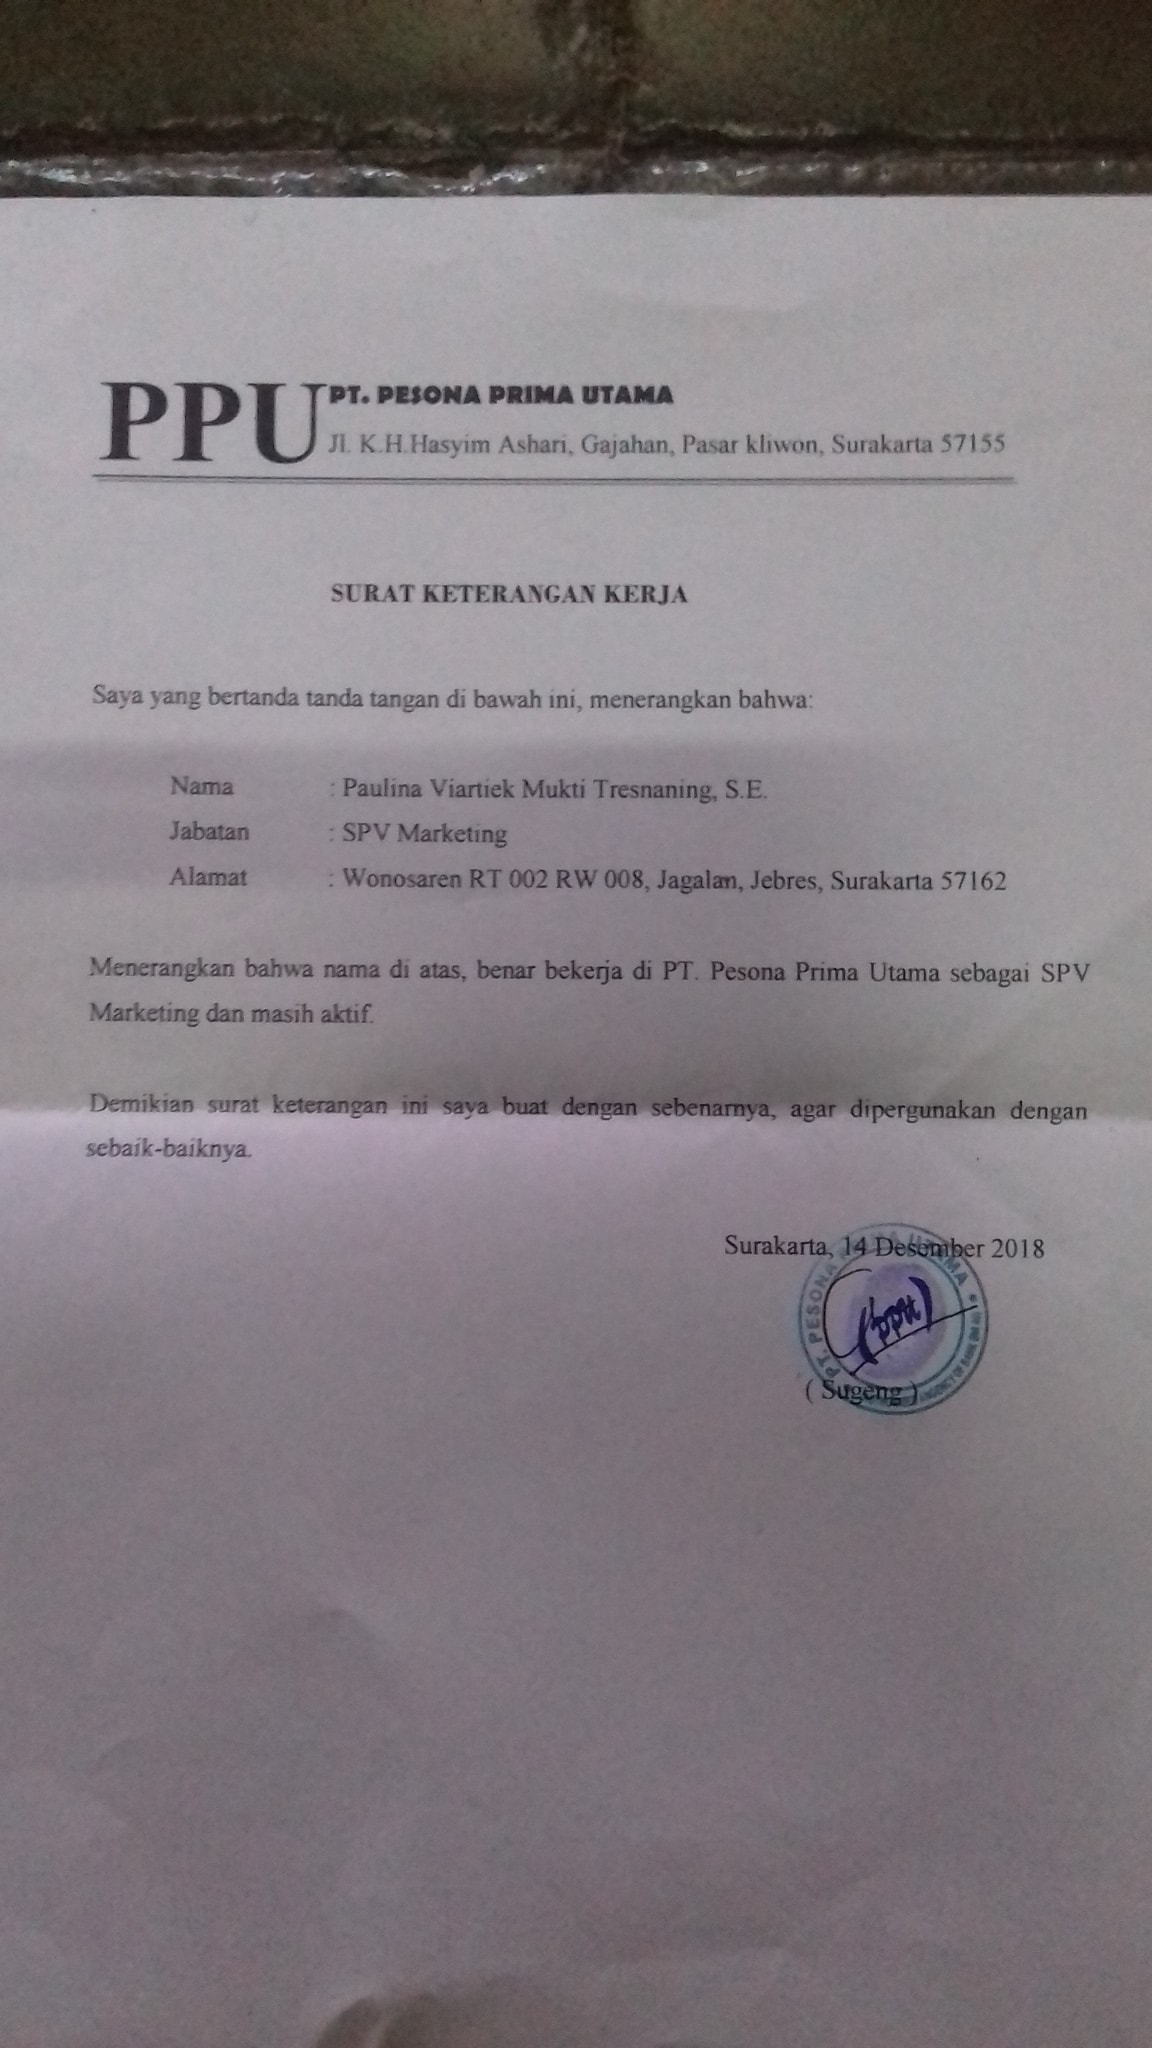 PPU PT. PESONA PRIMA UTAMA
Jl. K.H.Hasyim Ashari, Gajahan, Pasar kliwon, Surakarta 57155
SURAT KETERANGAN KERJA
Saya yang bertanda tanda tangan di bawah ini, menerangkan bahwa:
Nama : Paulina Viartiek Mukti Tresnaning, S.E.
Jabatan : SPV Marketing
Alamat : Wonosaren RT 002 RW 008, Jagalan, Jebres, Surakarta 57162
Menerangkan bahwa nama di atas, benar bekerja di PT. Pesona Prima Utama sebagai SPV
Marketing dan masih aktif.
Demikian surat keterangan ini saya buat dengan sebenarnya, agar dipergunakan dengan
sebaik-baiknya.
Surakarta, 14 Desember 2018
PT. PESONA UTAMA
ppu
( Sugeng )